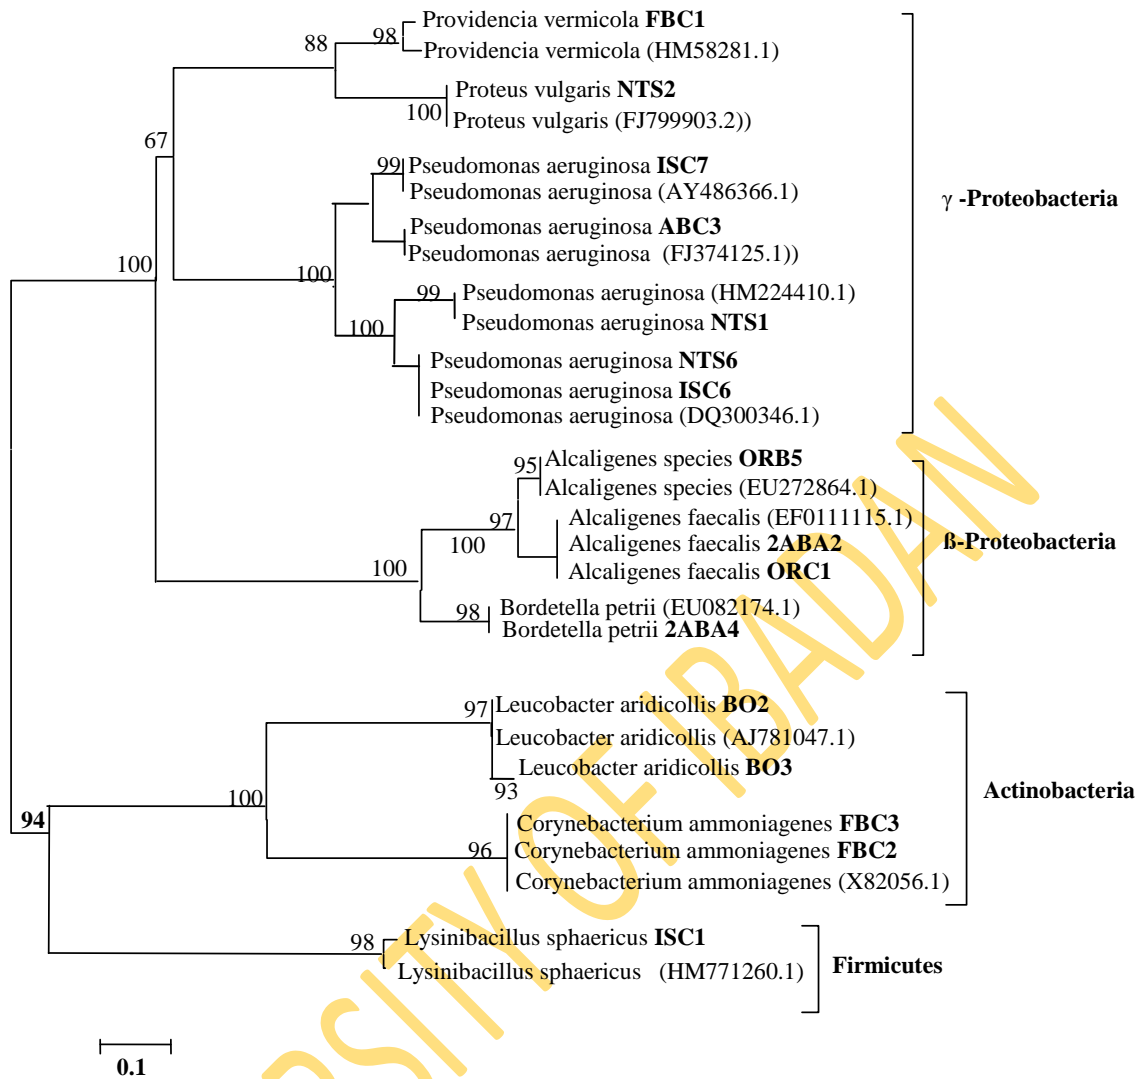 Providencia vermicola FBC1
98
88
Providencia vermicola (HM58281.1)
Proteus vulgaris NTS2
100
Proteus vulgaris (FJ799903.2))
67
Pseudomonas aeruginosa ISC7
99
Pseudomonas aeruginosa (AY486366.1)
γ -Proteobacteria
Pseudomonas aeruginosa ABC3
Pseudomonas aeruginosa (FJ374125.1))
100
100
Pseudomonas aeruginosa (HM224410.1)
99
Pseudomonas aeruginosa NTS1
100
Pseudomonas aeruginosa NTS6
Pseudomonas aeruginosa ISC6
Pseudomonas aeruginosa (DQ300346.1)
Alcaligenes species ORB5
95
Alcaligenes species (EU272864.1)
Alcaligenes faecalis (EF0111115.1)
97
Alcaligenes faecalis 2ABA2
100
ß-Proteobacteria
Alcaligenes faecalis ORC1
100
Bordetella petrii (EU082174.1)
98
Bordetella petrii 2ABA4
Leucobacter aridicollis BO2
97
Leucobacter aridicollis (AJ781047.1)
Leucobacter aridicollis BO3
93
Actinobacteria
100
94
Corynebacterium ammoniagenes FBC3
96
Corynebacterium ammoniagenes FBC2
Corynebacterium ammoniagenes (X82056.1)
Lysinibacillus sphaericus ISC1
98
Lysinibacillus sphaericus (HM771260.1)
Firmicutes
0.1
RSITY OF IBADAN